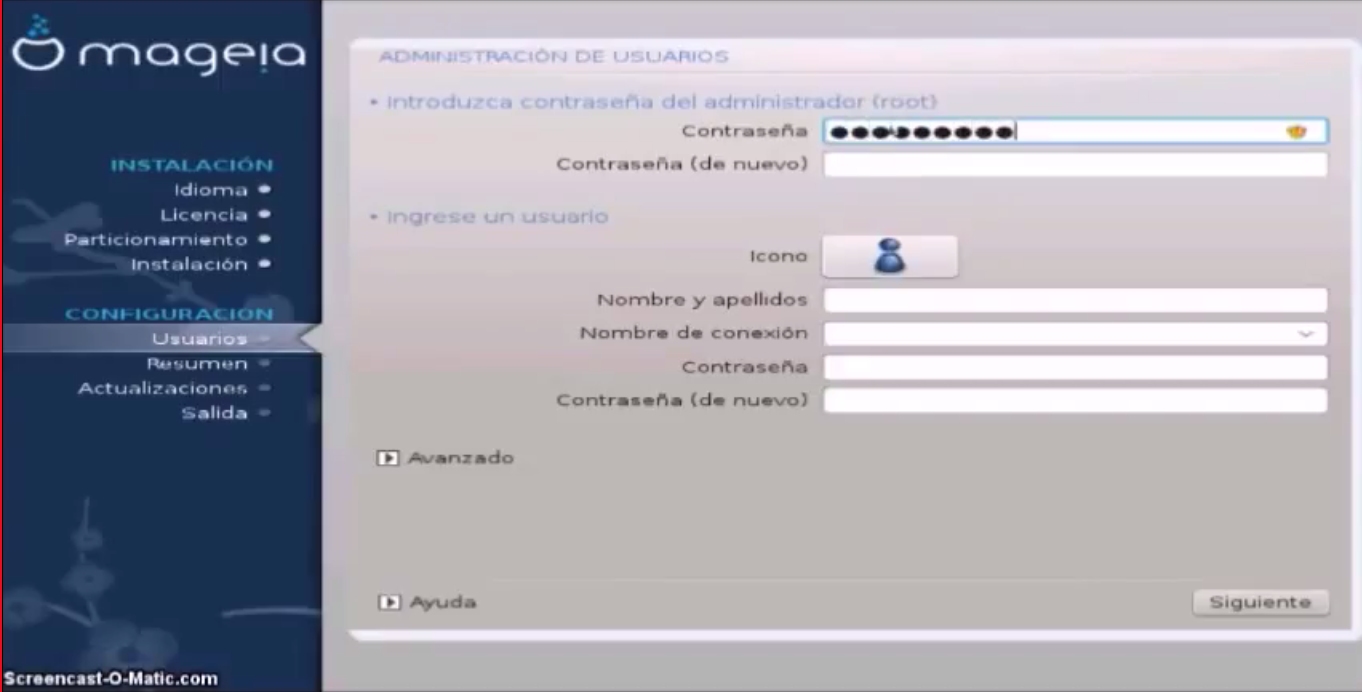 mageia
INSTALACIÓN
Idioma
Licencia
Particionamiento
Instalación
CONFIGURACIÓN
Usuarios
Resumen
Actualizaciones
Salida
ADMINISTRACIÓN DE USUARIOS
• Introduzca contraseña del administrador (root)
Contraseña ●●●●●●●●●
Contraseña (de nuevo)
• Ingrese un usuario
Icono
Nombre y apellidos
Nombre de conexión
Contraseña
Contraseña (de nuevo)
Avanzado
Ayuda
Siguiente
Screencast-O-Matic.com